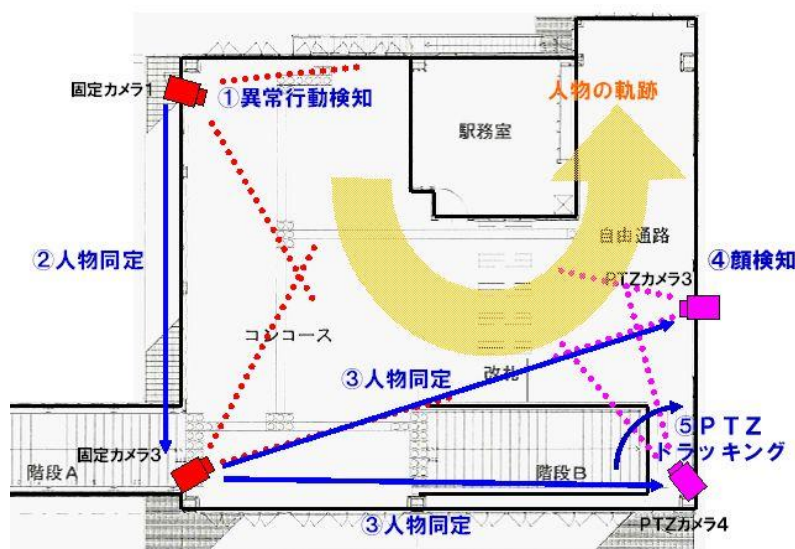 人物の軌跡
固定カメラ1
①異常行動検知
駅務室
自由通路
②人物同定
④顔検知
PTZカメラ3
コンコース
③人物同定
改札
⑤PTZ
トラッキング
固定カメラ3
階段A
階段B
③人物同定
PTZカメラ4